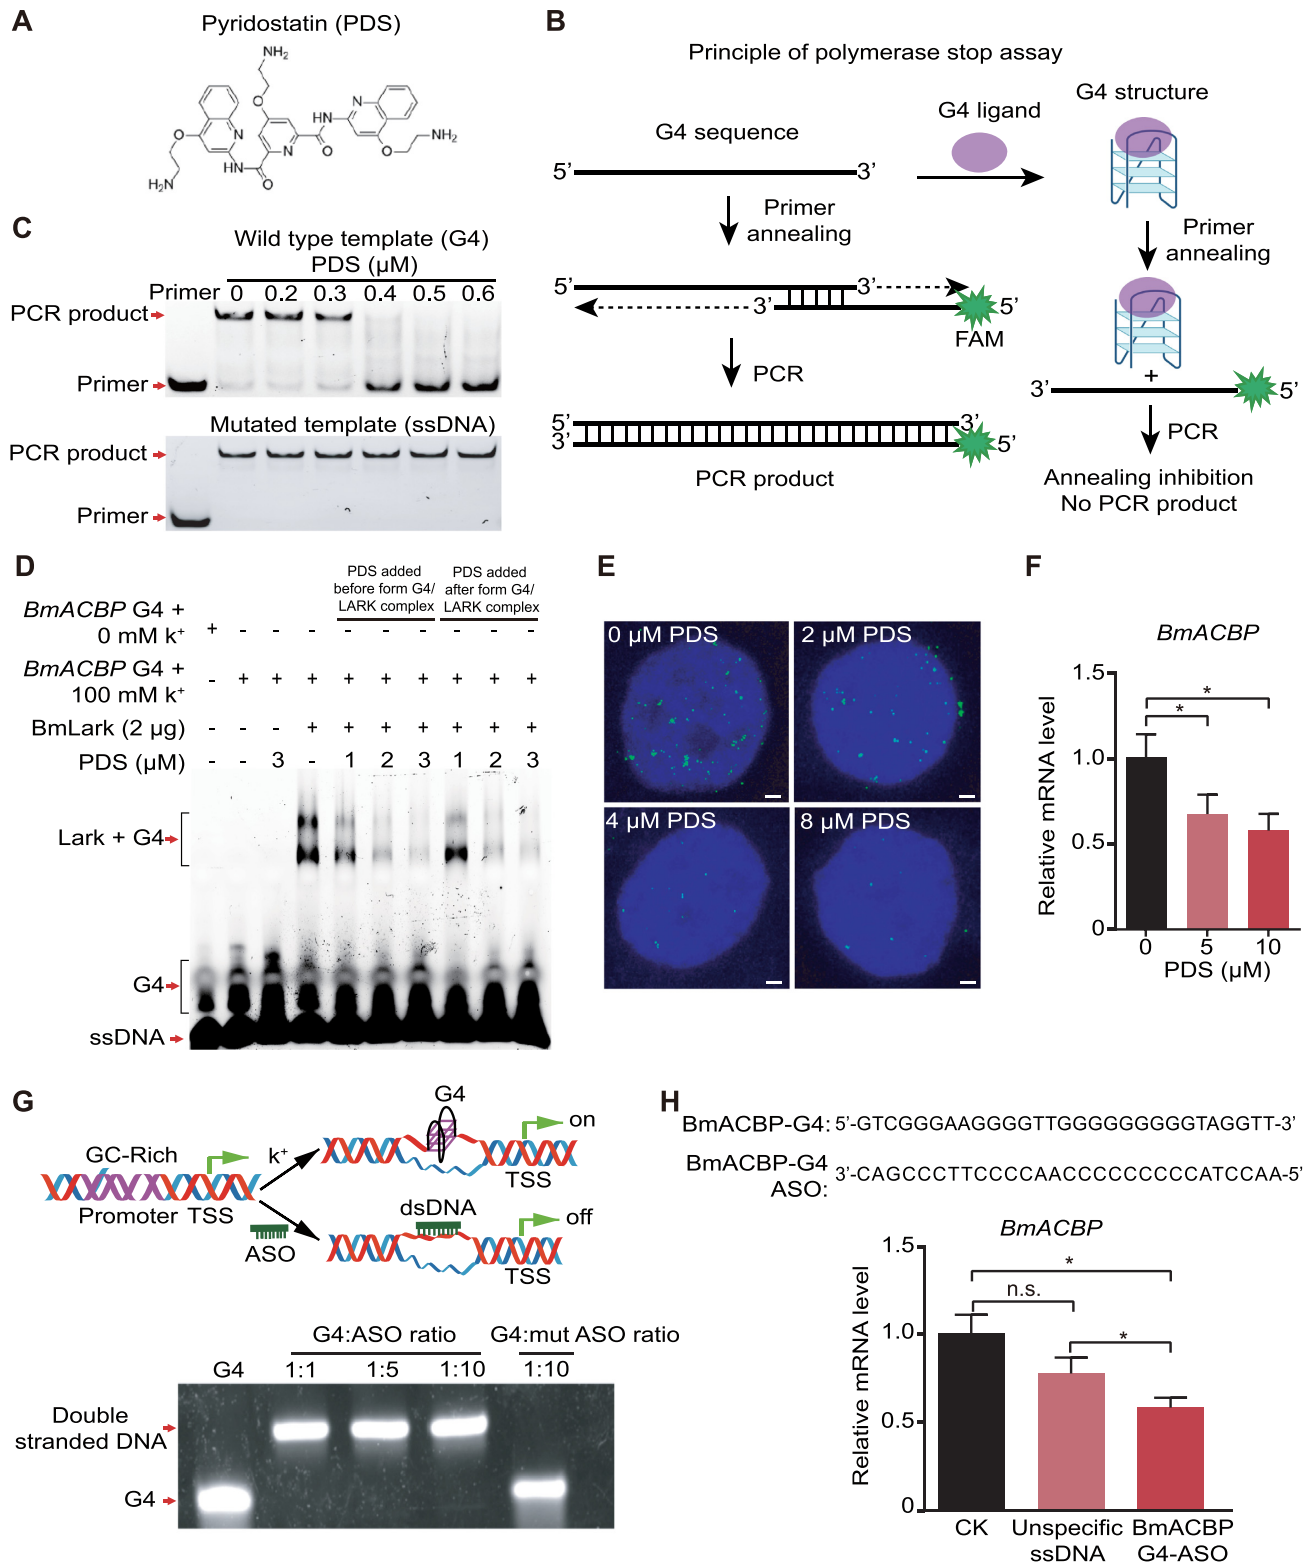 A
Pyridostatin (PDS)
NH2
O
N
O
N
HN
N
O
O
NH2
H2N
HN
O
B
Principle of polymerase stop assay
G4 sequence
G4 ligand
G4 structure
5’
3’
Primer
annealing
Primer
annealing
5’
3’
3’
5’
FAM
PCR
+
3’
5’
PCR
5’
3’
3’
5’
PCR product
Annealing inhibition
No PCR product
C
Wild type template (G4)
PDS (µM)
Primer 0 0.2 0.3 0.4 0.5 0.6
PCR product
Primer
Mutated template (ssDNA)
PCR product
Primer
D
PDS added
before form G4/
LARK complex
PDS added
after form G4/
LARK complex
BmACBP G4 +
0 mM k+
+ - - - - - - - - -
BmACBP G4 +
100 mM k+
- + + + + + + + + +
BmLark (2 µg) - - - + + + + + + +
PDS (µM) - - 3 - 1 2 3 1 2 3
Lark + G4
G4
ssDNA
E
0 µM PDS
2 µM PDS
4 µM PDS
8 µM PDS
F
BmACBP
Relative mRNA level
1.5
1.0
0.5
0
*
*
0 5 10
PDS (µM)
G
G4
on
GC-Rich
k+
TSS
Promoter TSS
dsDNA
off
ASO
TSS
G4:ASO ratio
G4:mut ASO ratio
G4 1:1 1:5 1:10 1:10
Double
stranded DNA
G4
H
BmACBP-G4: 5’-GTCGGGAAGGGGTTGGGGGGGGGTAGGTT-3’
BmACBP-G4
ASO:
3’-CAGCCCTTCCCCAACCCCCCCCCATCCAA-5’
BmACBP
Relative mRNA level
1.5
1.0
0.5
0
*
n.s.
*
CK
Unspecific
ssDNA
BmACBP
G4-ASO